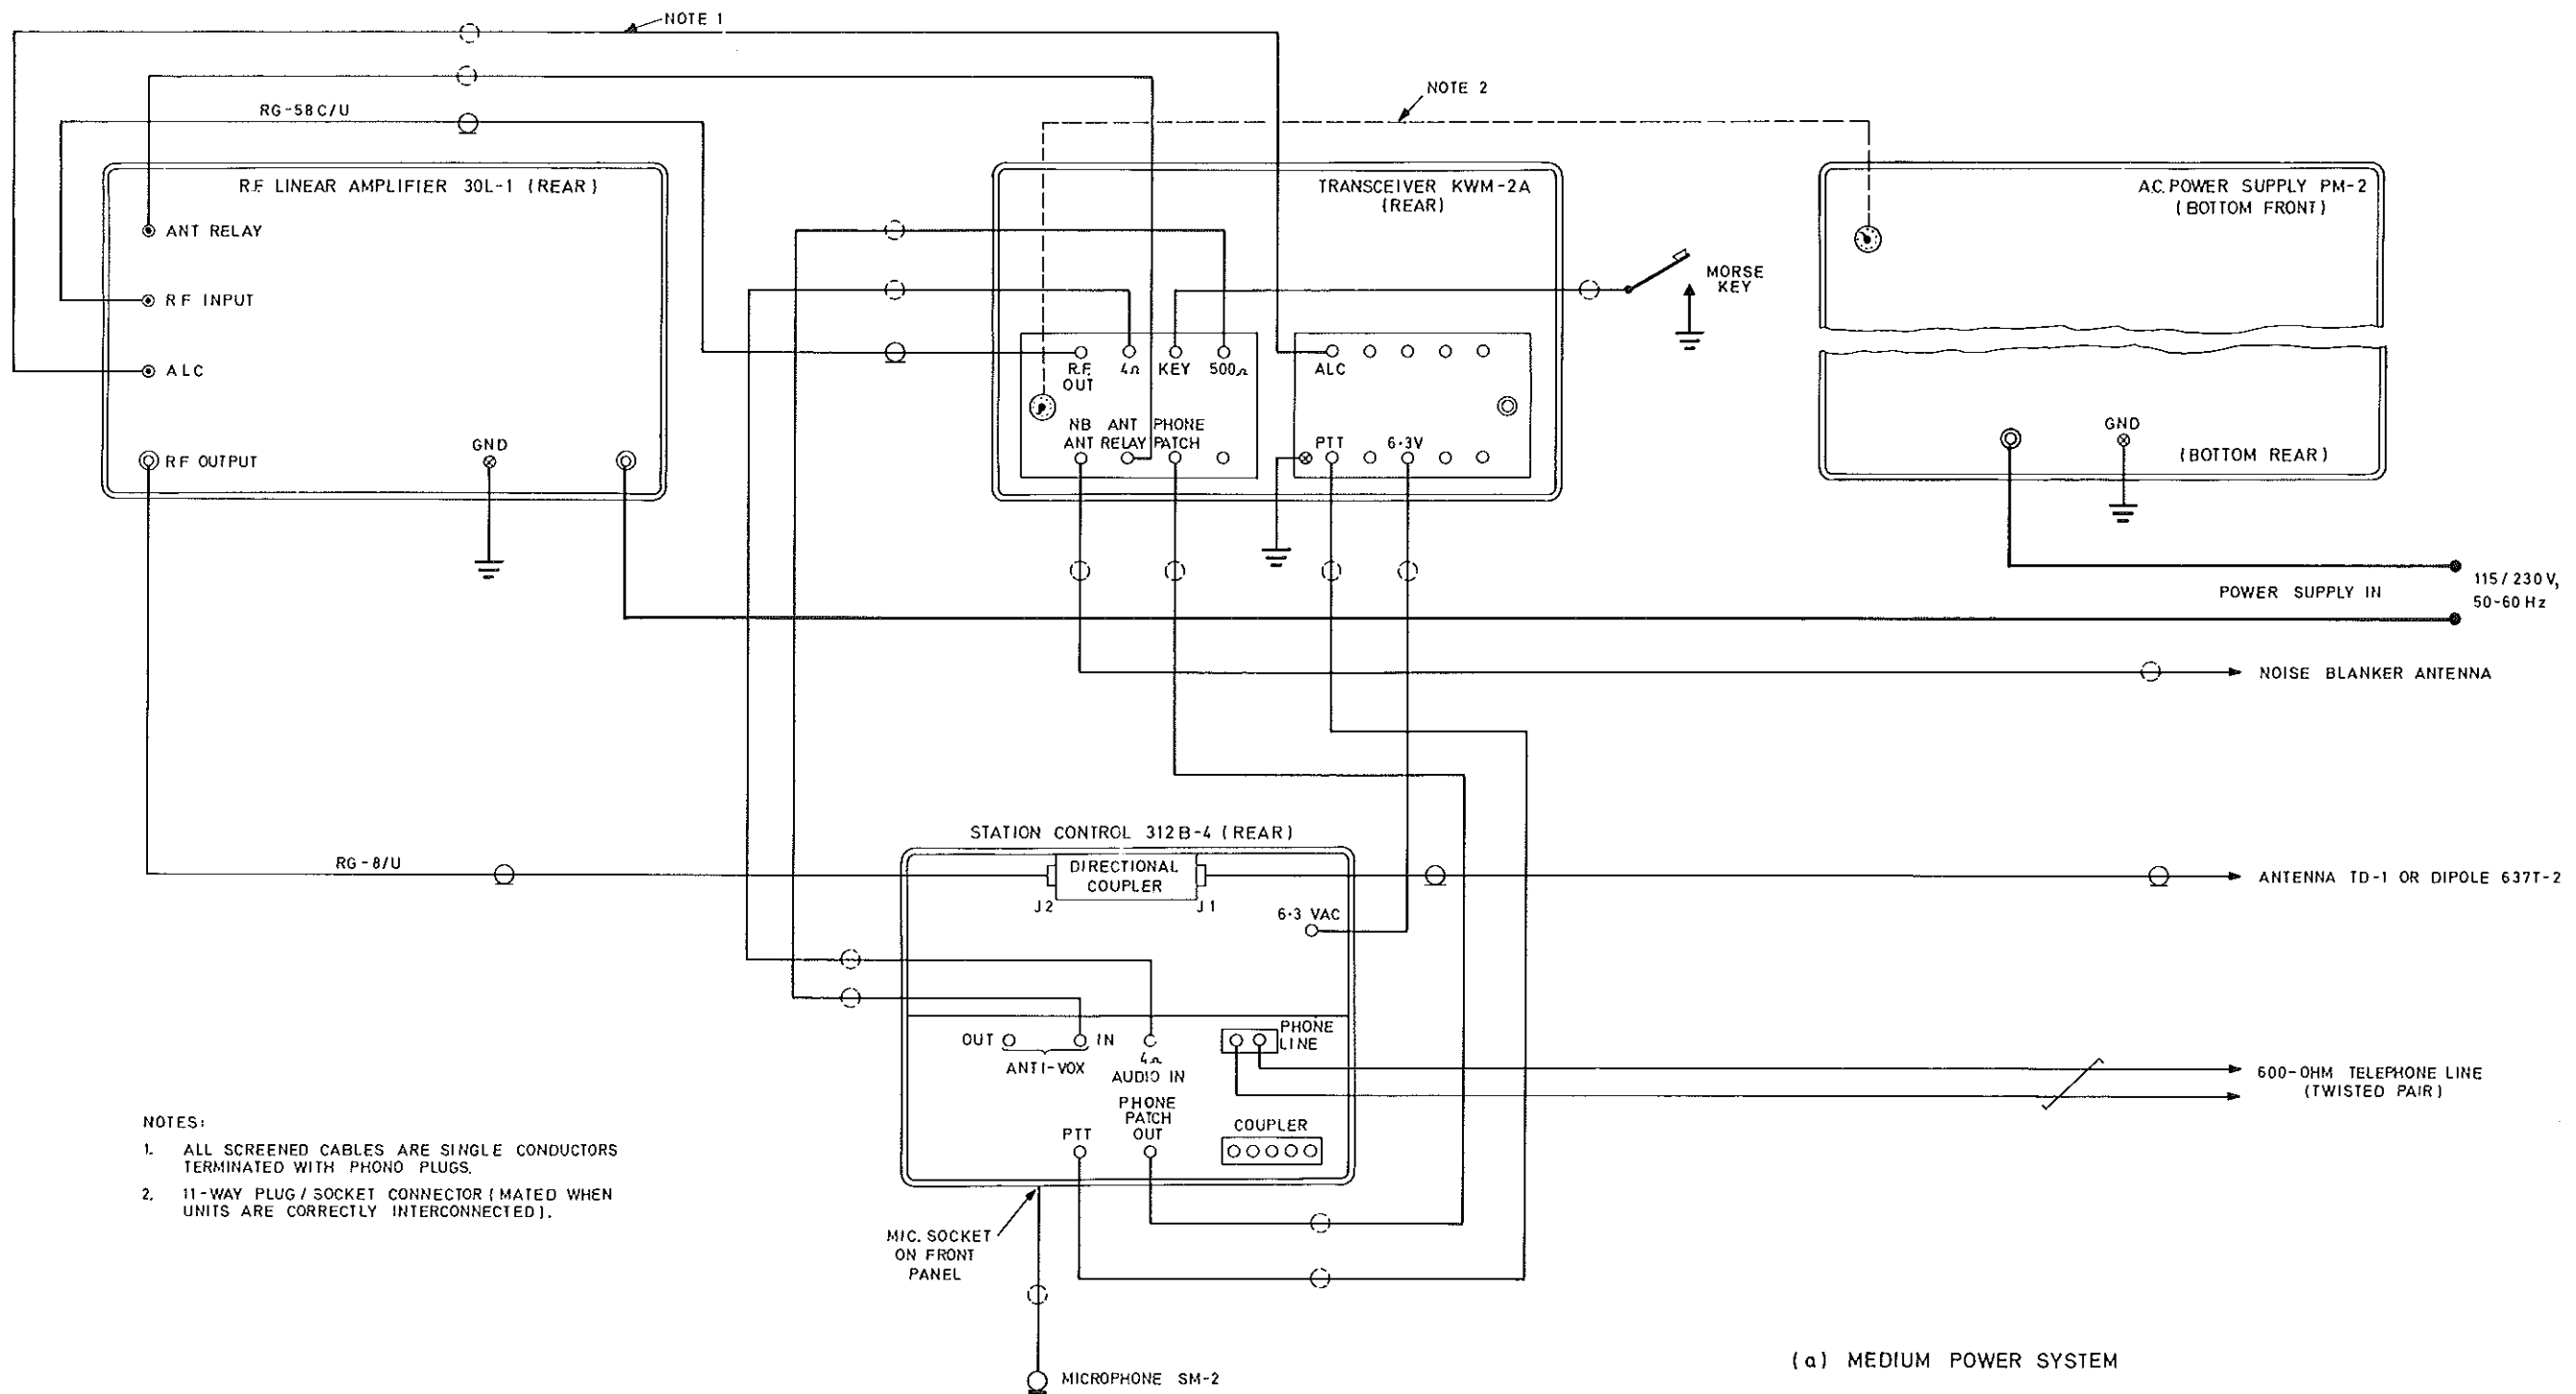 NOTE 1
NOTE 2
RG-58C/U
R.F. LINEAR AMPLIFIER 30L-1 (REAR)
ANT RELAY
RF INPUT
ALC
RF OUTPUT
GND
TRANSCEIVER KWM-2A
(REAR)
R.F.
OUT
4Ω
KEY
500Ω
ALC
NB
ANT
ANT
RELAY
PHONE
PATCH
PTT
6·3V
MORSE
KEY
A.C. POWER SUPPLY PM-2
(BOTTOM FRONT)
GND
(BOTTOM REAR)
POWER SUPPLY IN
115/230V,
50-60Hz
NOISE BLANKER ANTENNA
STATION CONTROL 312B-4 (REAR)
RG-8/U
DIRECTIONAL
COUPLER
J2
J1
6·3 VAC
ANTENNA TD-1 OR DIPOLE 637T-2
OUT
IN
ANTI-VOX
4Ω
AUDIO IN
PHONE
LINE
600-OHM TELEPHONE LINE
(TWISTED PAIR)
PTT
PHONE
PATCH
OUT
COUPLER
NOTES:
1. ALL SCREENED CABLES ARE SINGLE CONDUCTORS
TERMINATED WITH PHONO PLUGS.
2. 11-WAY PLUG/SOCKET CONNECTOR (MATED WHEN
UNITS ARE CORRECTLY INTERCONNECTED).
MIC. SOCKET
ON FRONT
PANEL
MICROPHONE SM-2
(a) MEDIUM POWER SYSTEM